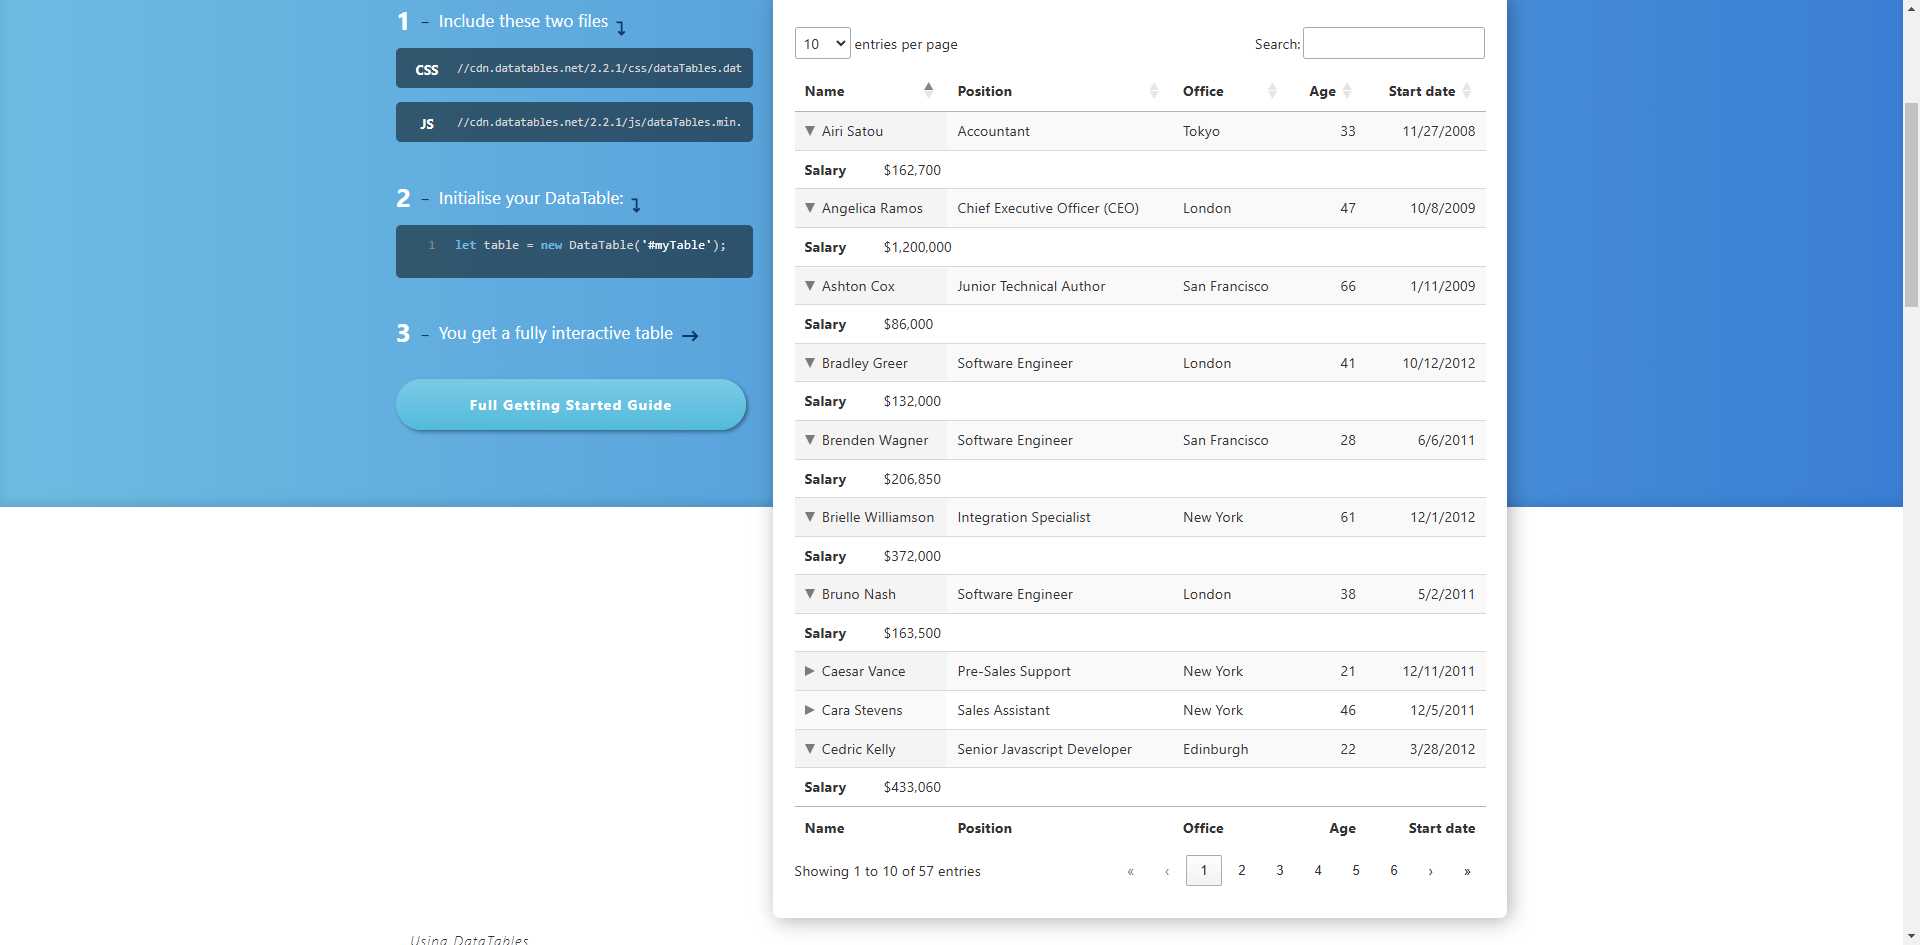 1 – Include these two files
CSS //cdn.datatables.net/2.2.1/css/dataTables.dat
JS //cdn.datatables.net/2.2.1/js/dataTables.min.
2 – Initialise your DataTable:
1 let table = new DataTable('#myTable');
3 – You get a fully interactive table →
Full Getting Started Guide
10 entries per page Search:
Name Position Office Age Start date
▼ Airi Satou Accountant Tokyo 33 11/27/2008
Salary $162,700
▼ Angelica Ramos Chief Executive Officer (CEO) London 47 10/8/2009
Salary $1,200,000
▼ Ashton Cox Junior Technical Author San Francisco 66 1/11/2009
Salary $86,000
▼ Bradley Greer Software Engineer London 41 10/12/2012
Salary $132,000
▼ Brenden Wagner Software Engineer San Francisco 28 6/6/2011
Salary $206,850
▼ Brielle Williamson Integration Specialist New York 61 12/1/2012
Salary $372,000
▼ Bruno Nash Software Engineer London 38 5/2/2011
Salary $163,500
▶ Caesar Vance Pre-Sales Support New York 21 12/11/2011
▶ Cara Stevens Sales Assistant New York 46 12/5/2011
▼ Cedric Kelly Senior Javascript Developer Edinburgh 22 3/28/2012
Salary $433,060
Name Position Office Age Start date
Showing 1 to 10 of 57 entries « ‹ 1 2 3 4 5 6 › »
Using DataTables